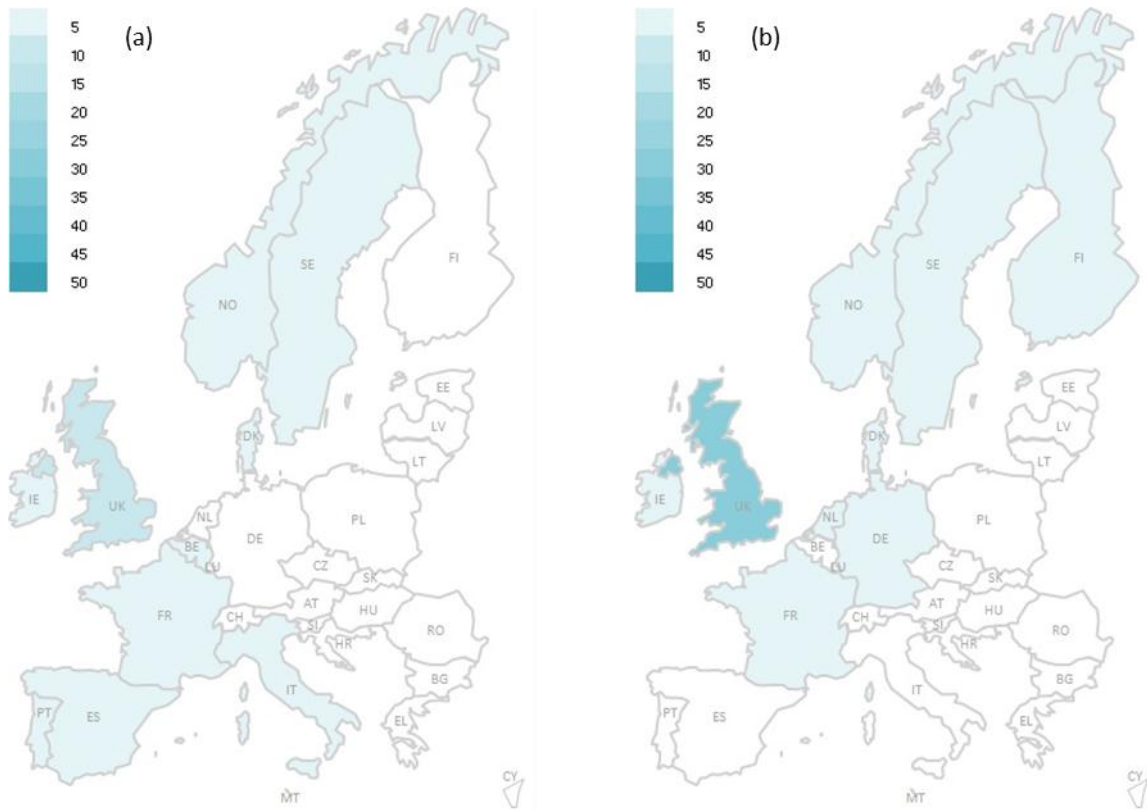 5
10
15
20
25
30
35
40
45
50
(a)
FI
SE
NO
EE
LV
DK
LT
IE
UK
NL
PL
DE
BE
LU
CZ
SK
FR
AT
HU
CH
SI
RO
HR
BG
IT
PT
ES
EL
CY
MT
5
10
15
20
25
30
35
40
45
50
(b)
FI
SE
NO
EE
LV
DK
LT
IE
UK
NL
PL
DE
BE
LU
CZ
SK
FR
AT
HU
CH
SI
RO
HR
BG
IT
PT
ES
EL
CY
MT